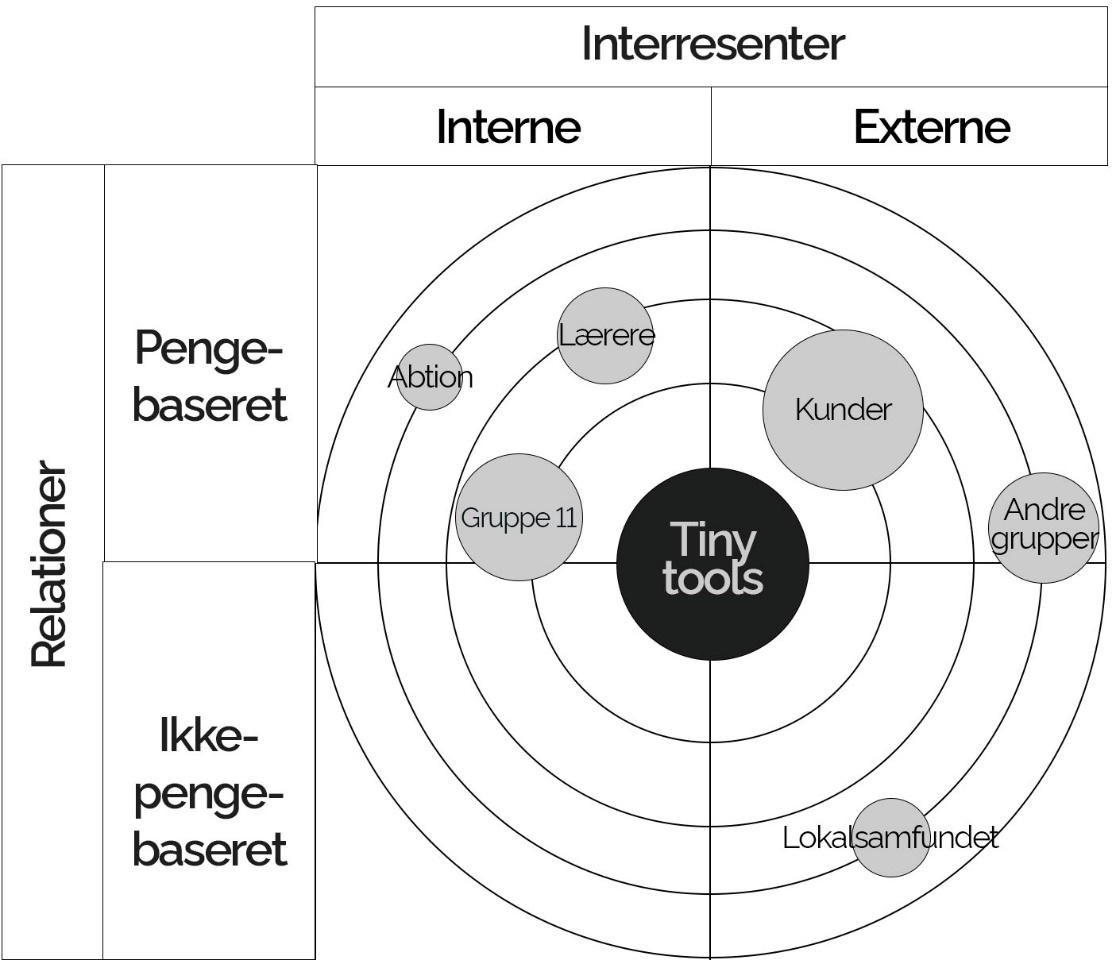 Interresenter
Interne
Externe
Relationer
Penge-
baseret
Ikke-
penge-
baseret
Lærere
Abtion
Kunder
Gruppe 11
Andre
grupper
Tiny
tools
Lokalsamfundet